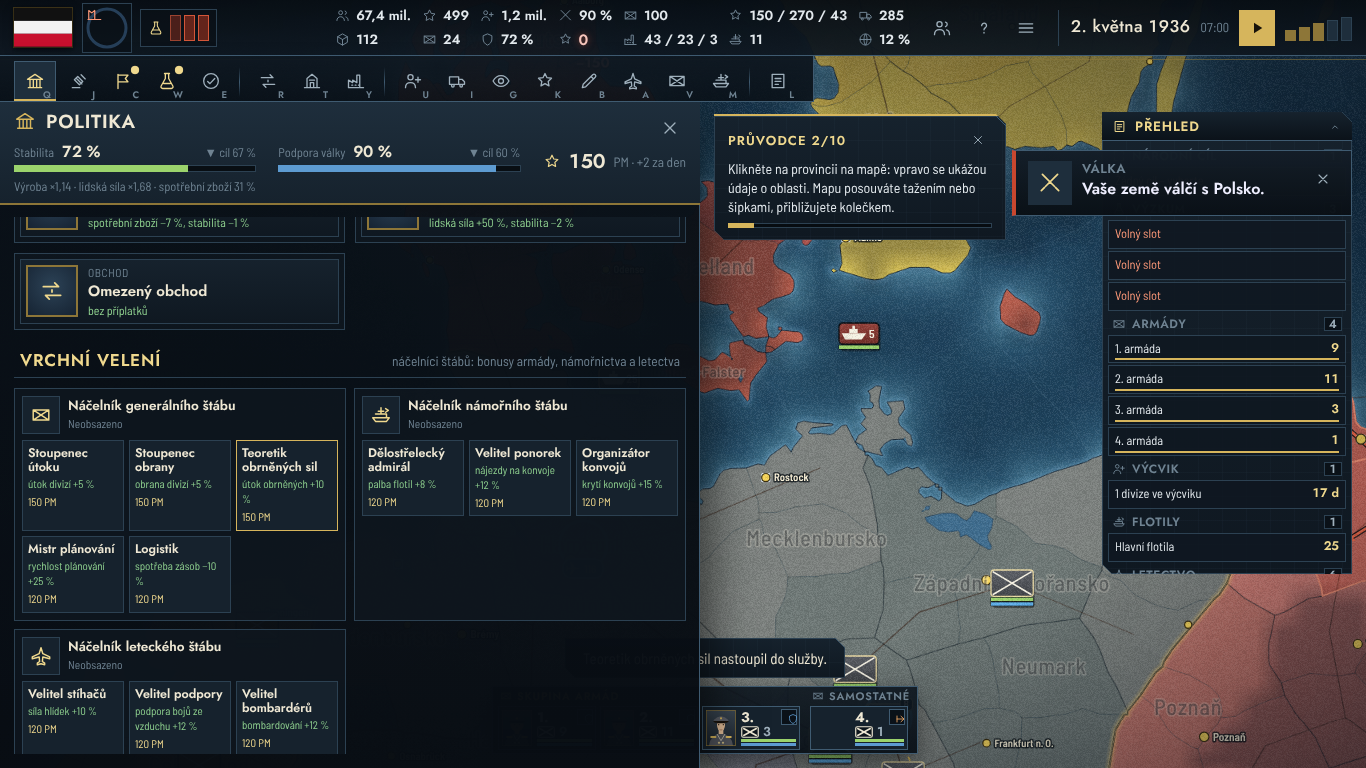 67,4 mil. 499 1,2 mil. 90 % 100 150 / 270 / 43 285
112 24 72 % 0 43 / 23 / 3 11 12 %
? 2. května 1936 07:00
Q J C W E R T Y U I G K B A V M L
POLITIKA
Stabilita 72 % ▼ cíl 67 %
Podpora války 90 % ▼ cíl 60 %
150 PM · +2 za den
Výroba ×1,14 · lidská síla ×1,68 · spotřební zboží 31 %
spotřební zboží −7 %, stabilita −1 %
lidská síla +50 %, stabilita −2 %
OBCHOD
Omezený obchod
bez příplatků
VRCHNÍ VELENÍ
náčelníci štábů: bonusy armády, námořnictva a letectva
Náčelník generálního štábu
Neobsazeno
Stoupenec útoku
útok divizí +5 %
150 PM
Stoupenec obrany
obrana divizí +5 %
150 PM
Teoretik obrněných sil
útok obrněných +10 %
150 PM
Mistr plánování
rychlost plánování +25 %
120 PM
Logistik
spotřeba zásob −10 %
120 PM
Náčelník námořního štábu
Neobsazeno
Dělostřelecký admirál
palba flotil +8 %
120 PM
Velitel ponorek
nájezdy na konvoje +12 %
120 PM
Organizátor konvojů
krytí konvojů +15 %
120 PM
Náčelník leteckého štábu
Neobsazeno
Velitel stíhačů
síla hlídek +10 %
120 PM
Velitel podpory
podpora bojů ze vzduchu +12 %
120 PM
Velitel bombardérů
bombardování +12 %
120 PM
PRŮVODCE 2/10
Klikněte na provincii na mapě: vpravo se ukážou
údaje o oblasti. Mapu posouváte tažením nebo
šipkami, přibližujete kolečkem.
PŘEHLED
VÁLKA
Vaše země válčí s Polskem.
Volný slot
Volný slot
Volný slot
ARMÁDY 4
1. armáda 9
2. armáda 11
3. armáda 3
4. armáda 1
VÝCVIK 1
1 divize ve výcviku 17 d
FLOTILY 1
Hlavní flotila 25
5
Rostock
Mecklenbursko
Neumark
Poznaň
Poznaň
Frankfurt n. O.
sil nastoupil do služby.
SAMOSTATNÉ
3.
3
4.
1